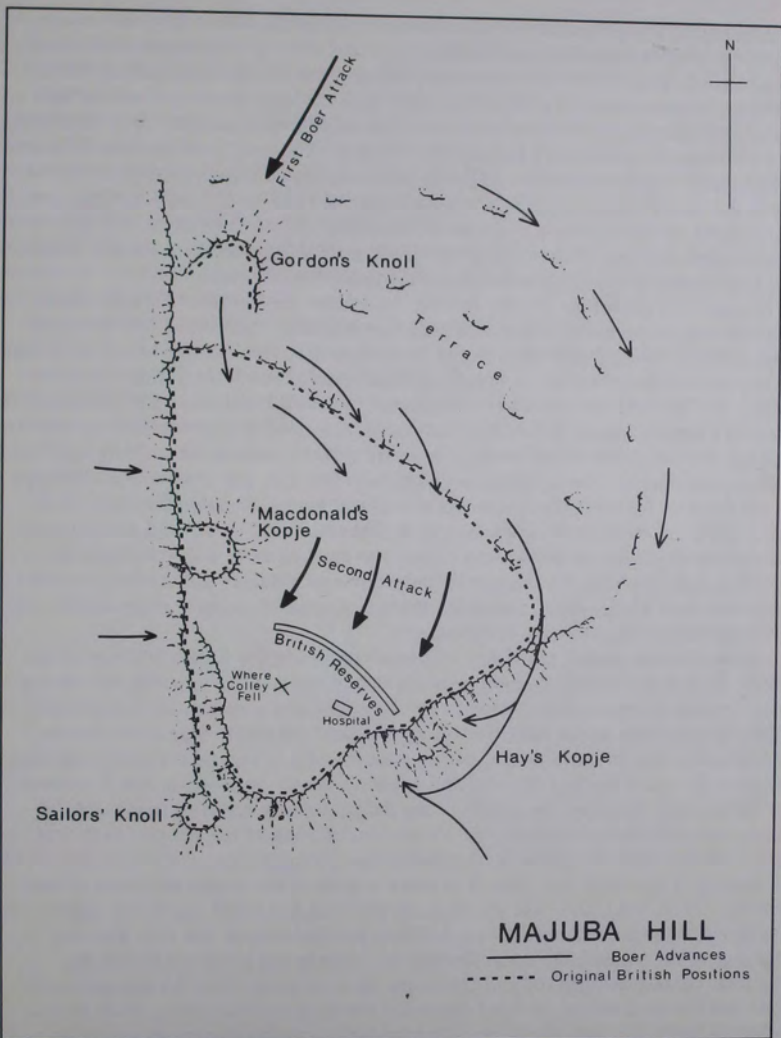 N
First Boer Attack
Gordon's Knoll
Terrace
Macdonald's
Kopje
Second Attack
British Reserves
Where
Colley
Fell
Hospital
Hay's Kopje
Sailors' Knoll
MAJUBA HILL
Boer Advances
Original British Positions